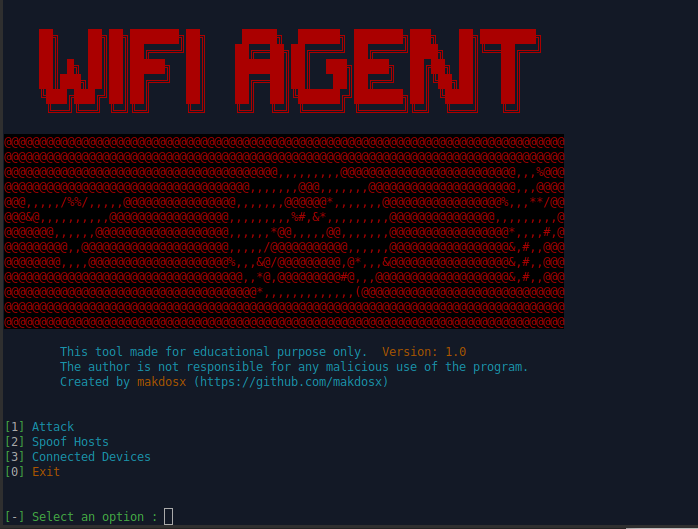 WIFI AGENT
This tool made for educational purpose only.  Version: 1.0
The author is not responsible for any malicious use of the program.
Created by makdosx (https://github.com/makdosx)
[1] Attack
[2] Spoof Hosts
[3] Connected Devices
[0] Exit
[-] Select an option :